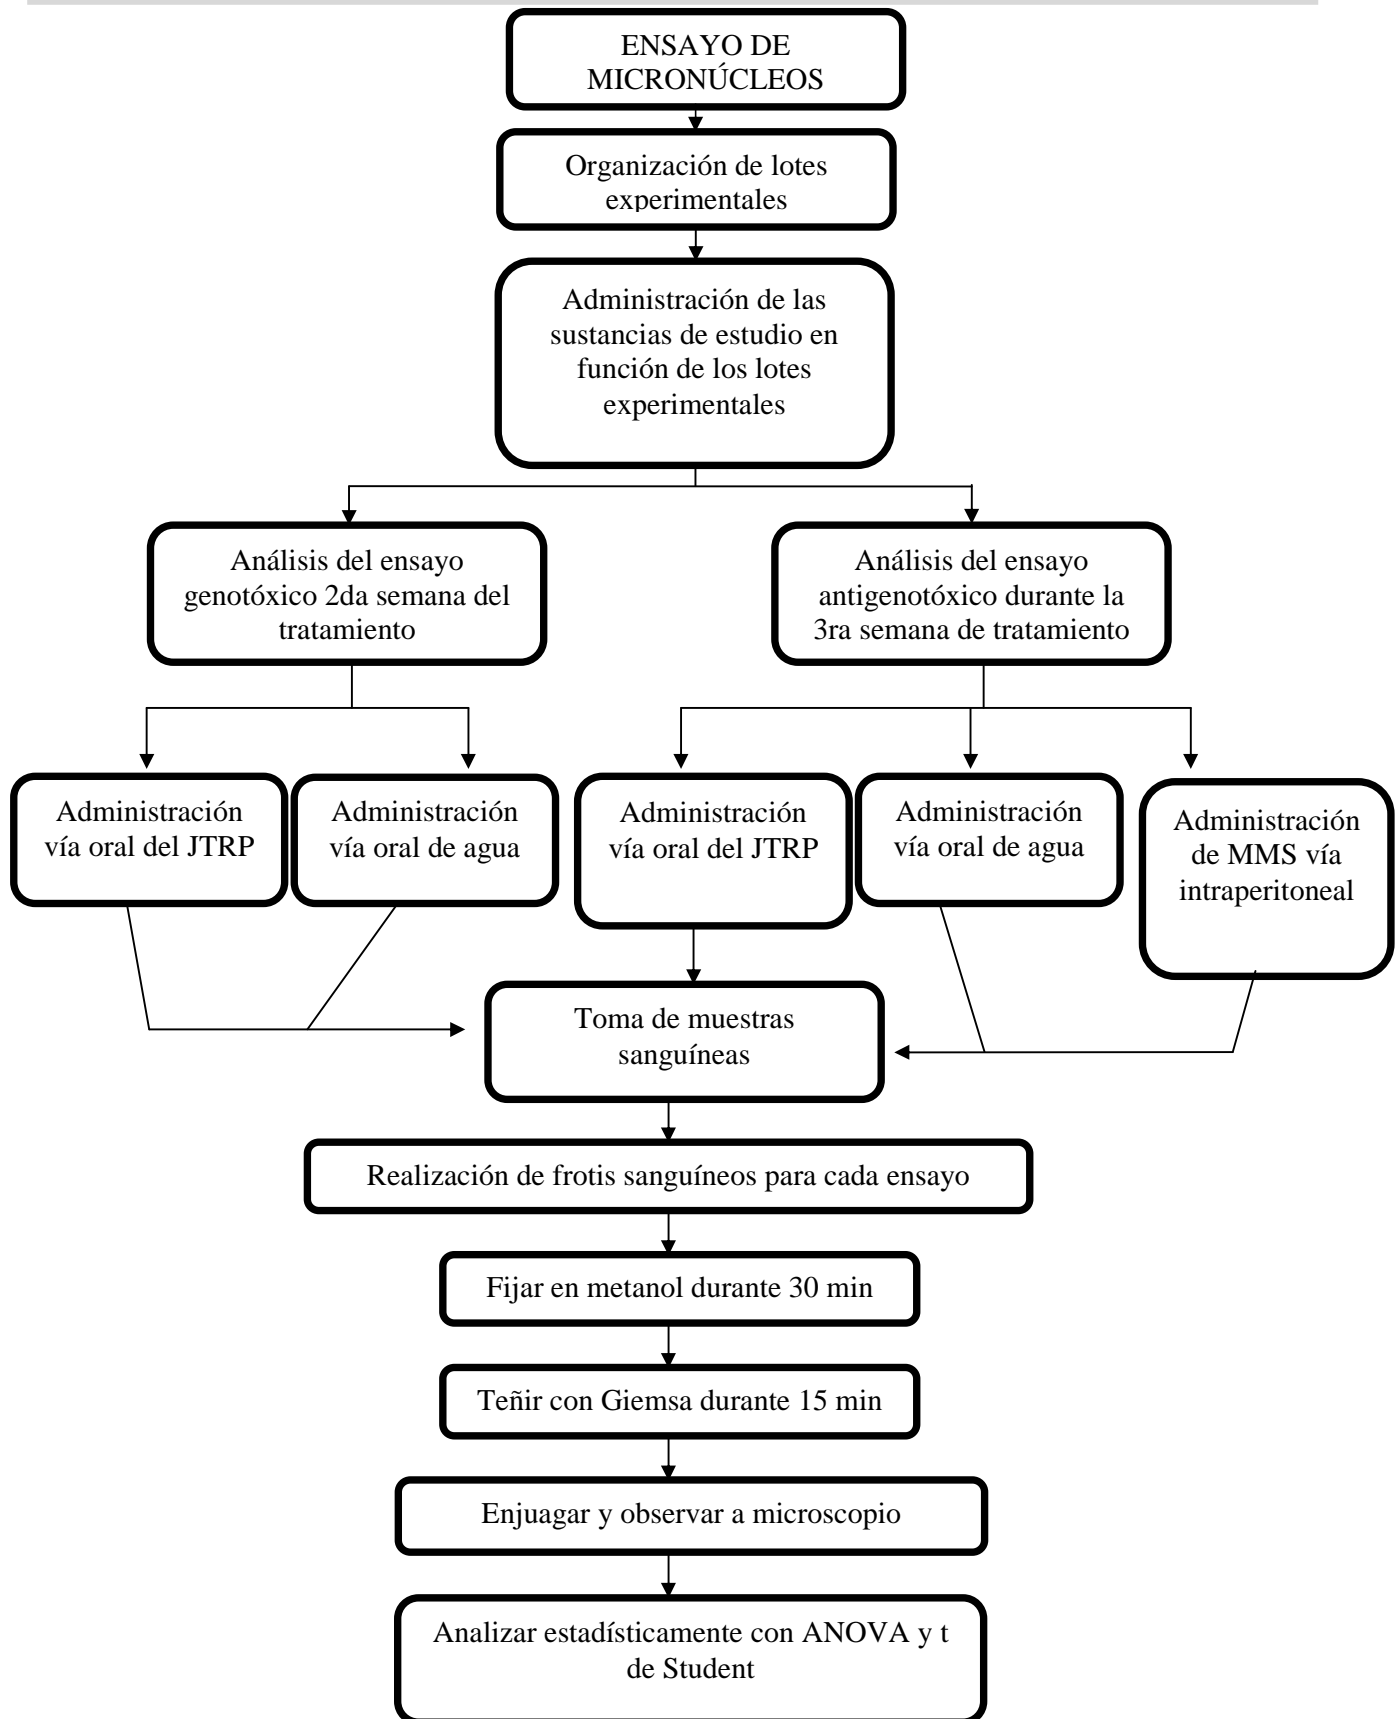 ENSAYO DE
MICRONÚCLEOS
Organización de lotes
experimentales
Administración de las
sustancias de estudio en
función de los lotes
experimentales
Análisis del ensayo
genotóxico 2da semana del
tratamiento
Análisis del ensayo
antigenotóxico durante la
3ra semana de tratamiento
Administración
vía oral del JTRP
Administración
vía oral de agua
Administración
vía oral del JTRP
Administración
vía oral de agua
Administración
de MMS vía
intraperitoneal
Toma de muestras
sanguíneas
Realización de frotis sanguíneos para cada ensayo
Fijar en metanol durante 30 min
Teñir con Giemsa durante 15 min
Enjuagar y observar a microscopio
Analizar estadísticamente con ANOVA y t
de Student